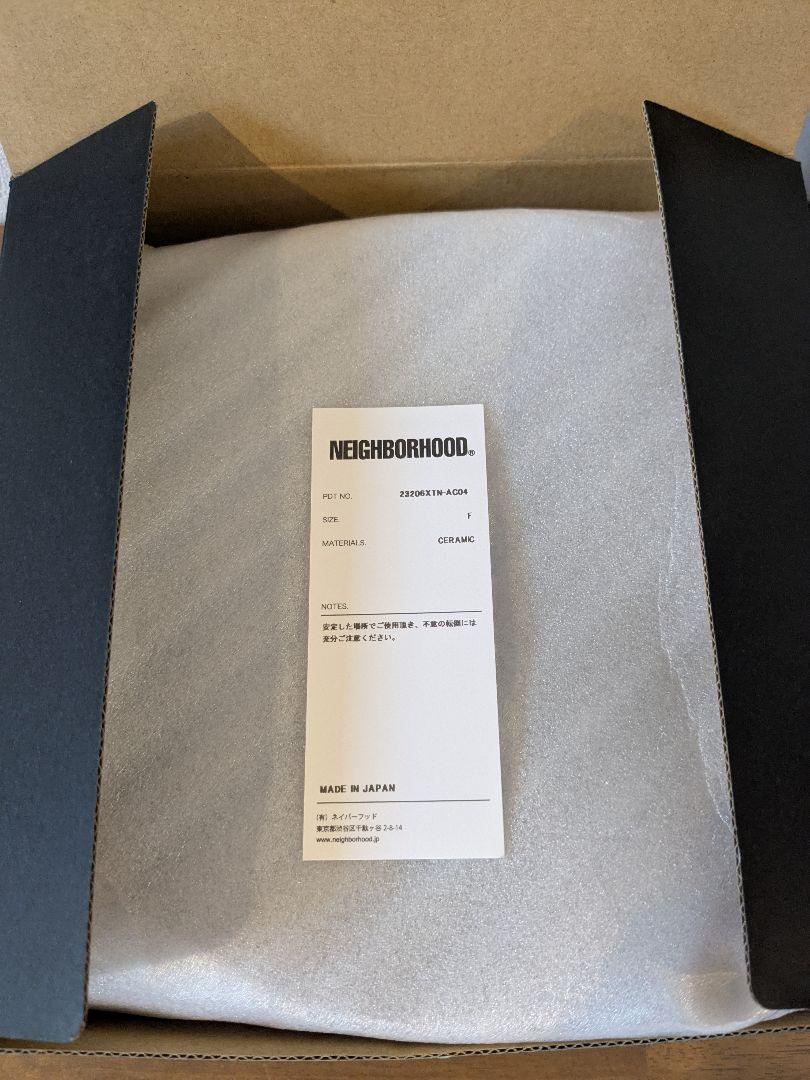 NEIGHBORHOOD®
PDT NO. 23206XTN-AC04
SIZE. F
MATERIALS. CERAMIC
NOTES.
安定した場所でご使用頂き、不意の転倒には
充分ご注意ください。
MADE IN JAPAN
(有) ネイバーフッド
東京都渋谷区千駄ヶ谷 2-8-14
www.neighborhood.jp